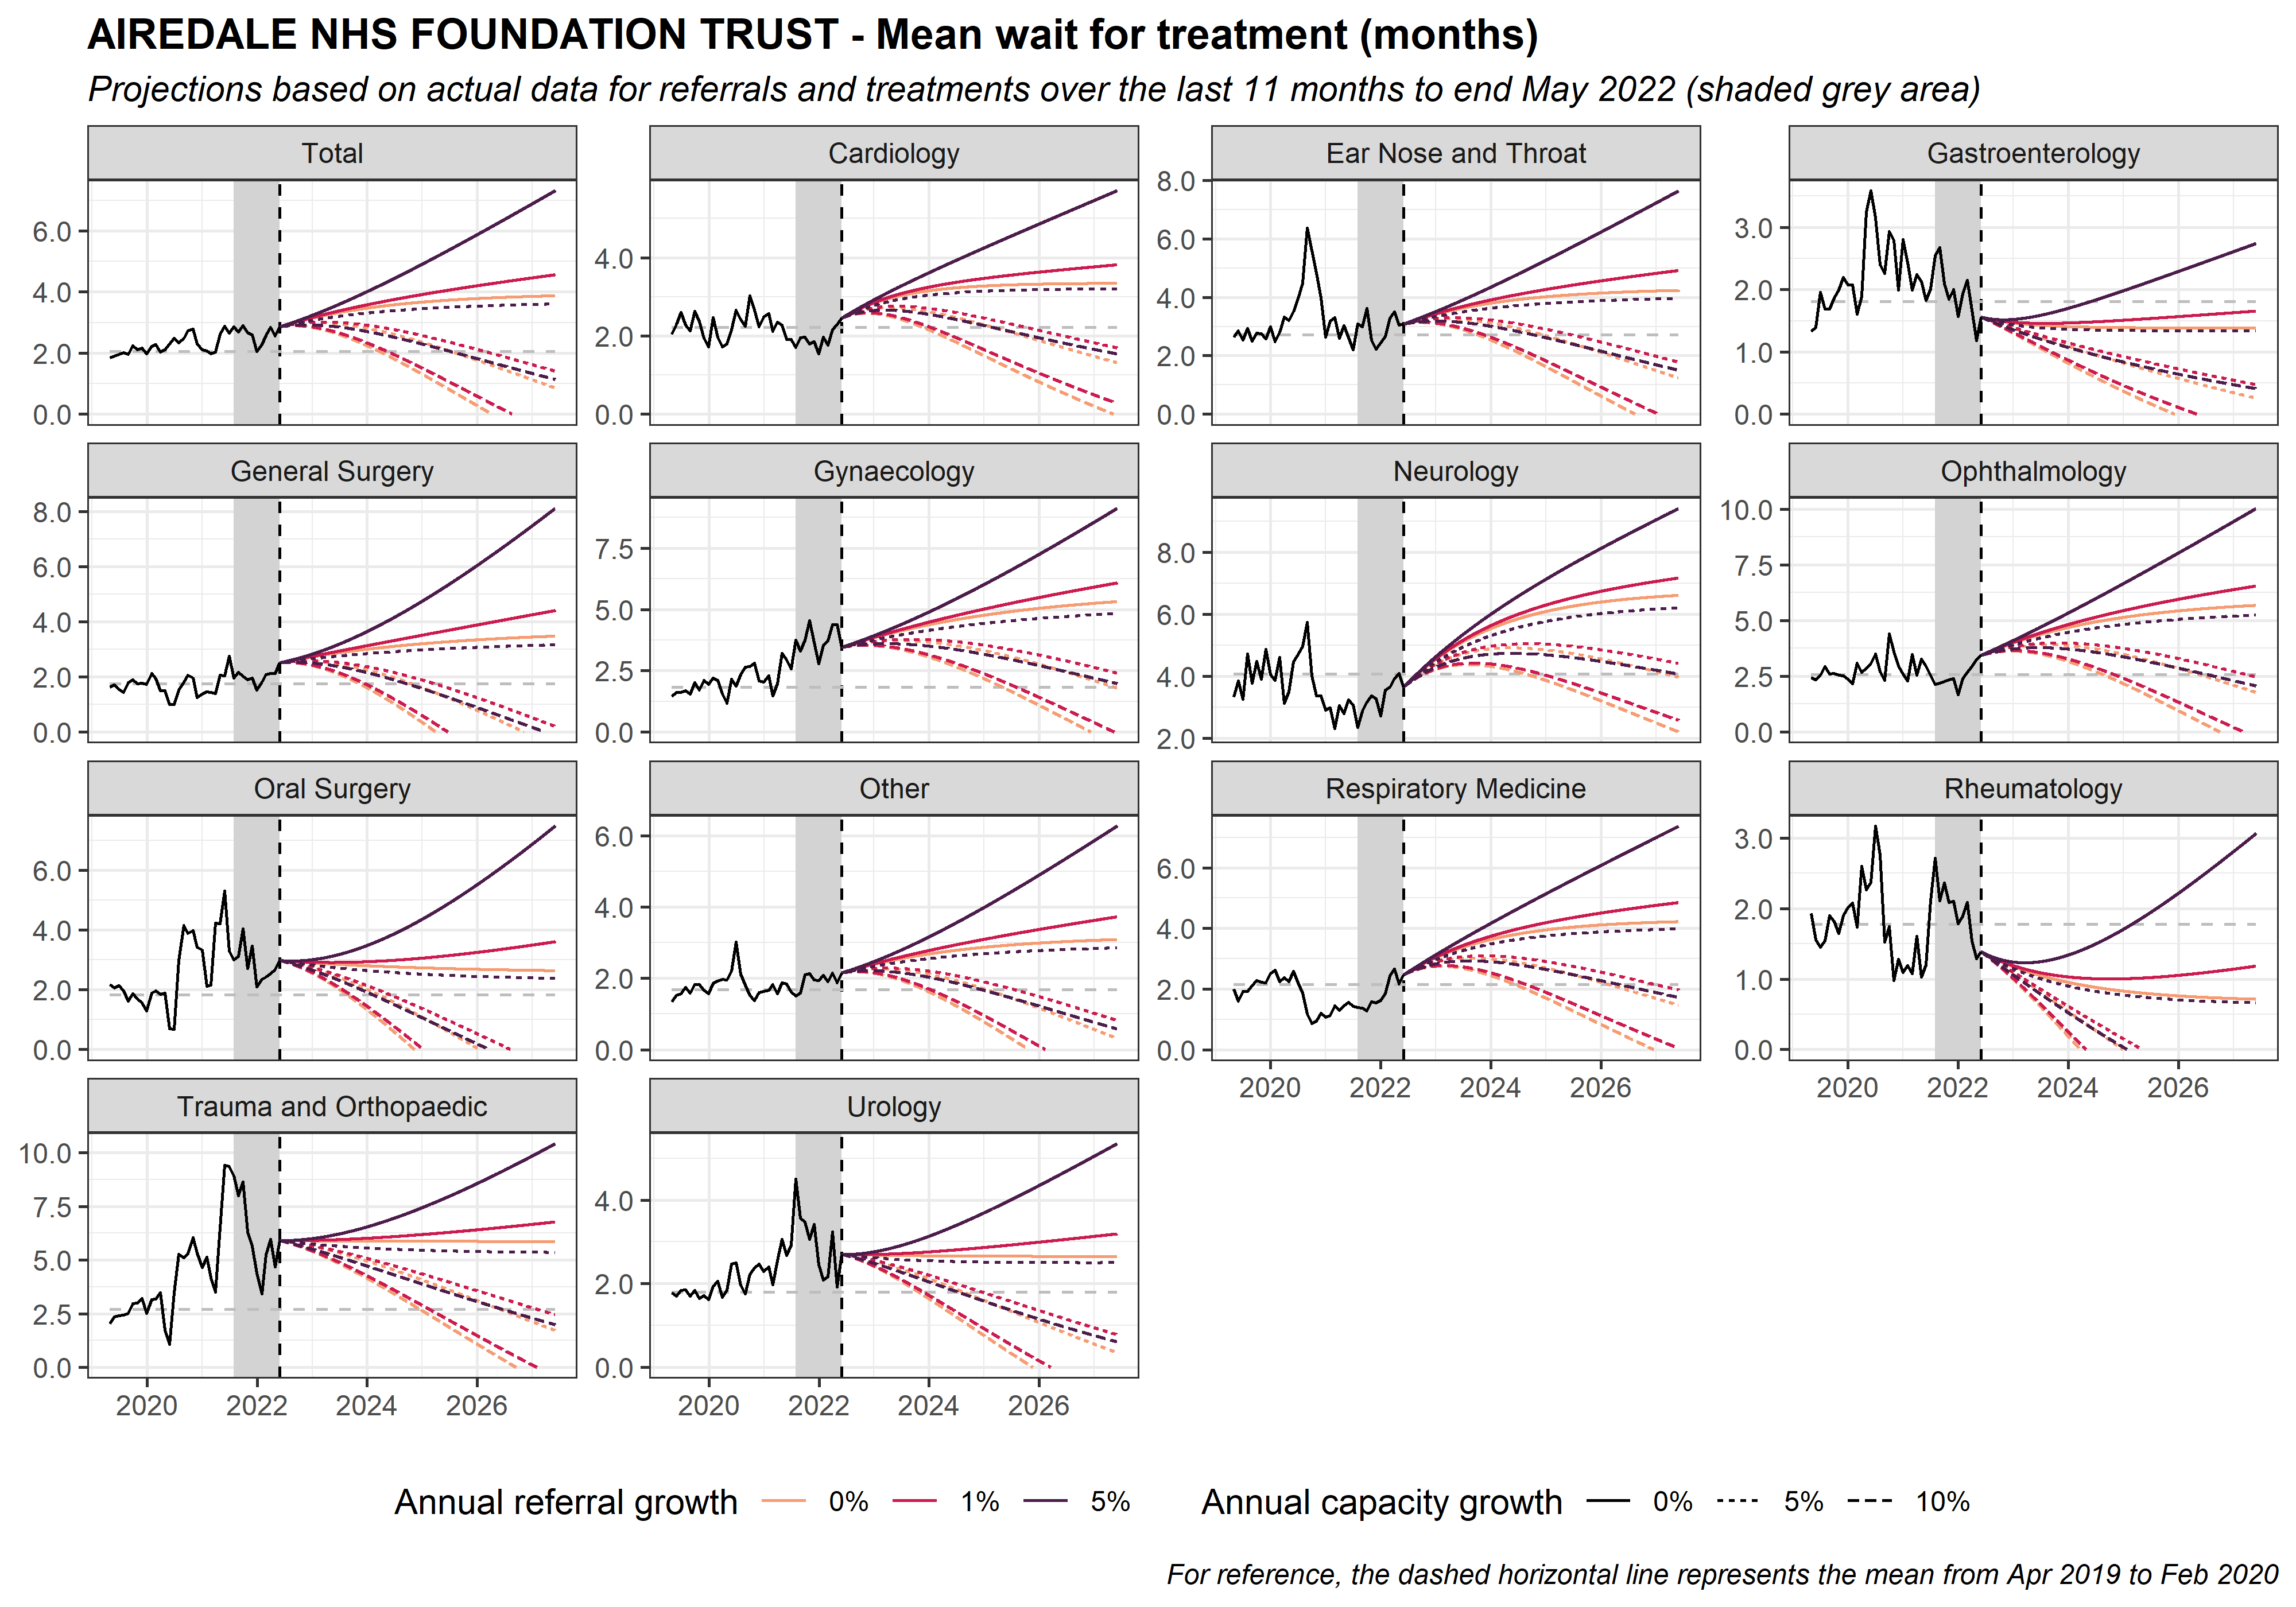 AIREDALE NHS FOUNDATION TRUST - Mean wait for treatment (months)
Projections based on actual data for referrals and treatments over the last 11 months to end May 2022 (shaded grey area)
Total
Cardiology
Ear Nose and Throat
Gastroenterology
6.0
4.0
2.0
0.0
4.0
2.0
0.0
8.0
6.0
4.0
2.0
0.0
3.0
2.0
1.0
0.0
General Surgery
Gynaecology
Neurology
Ophthalmology
8.0
6.0
4.0
2.0
0.0
7.5
5.0
2.5
0.0
8.0
6.0
4.0
2.0
10.0
7.5
5.0
2.5
0.0
Oral Surgery
Other
Respiratory Medicine
Rheumatology
6.0
4.0
2.0
0.0
6.0
4.0
2.0
0.0
6.0
4.0
2.0
0.0
2020 2022 2024 2026
3.0
2.0
1.0
0.0
2020 2022 2024 2026
Trauma and Orthopaedic
Urology
10.0
7.5
5.0
2.5
0.0
2020 2022 2024 2026
4.0
2.0
0.0
2020 2022 2024 2026
Annual referral growth 0% 1% 5%
Annual capacity growth 0% 5% 10%
For reference, the dashed horizontal line represents the mean from Apr 2019 to Feb 2020